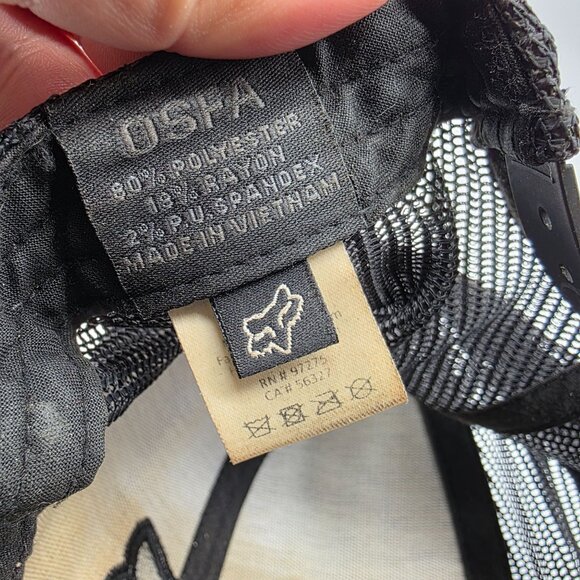 OSFA
80% POLYESTER
18% RAYON
2% P.U. SPANDEX
MADE IN VIETNAM
RN # 97275
CA # 56327